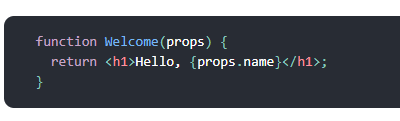 function Welcome(props) {
  return <h1>Hello, {props.name}</h1>;
}